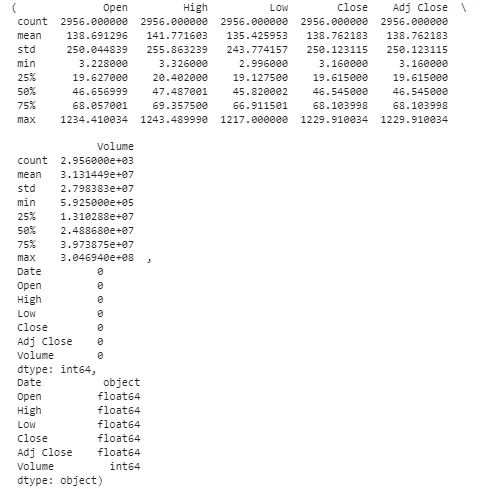 (              Open         High          Low        Close    Adj Close  \
 count  2956.000000  2956.000000  2956.000000  2956.000000  2956.000000
 mean    138.691296   141.771603   135.425953   138.762183   138.762183
 std     250.044839   255.863239   243.774157   250.123115   250.123115
 min       3.228000     3.326000     2.996000     3.160000     3.160000
 25%      19.627000    20.402000    19.127500    19.615000    19.615000
 50%      46.656999    47.487001    45.820002    46.545000    46.545000
 75%      68.057001    69.357500    66.911501    68.103998    68.103998
 max    1234.410034  1243.489990  1217.000000  1229.910034  1229.910034

              Volume
 count  2.956000e+03
 mean   3.131449e+07
 std    2.798383e+07
 min    5.925000e+05
 25%    1.310288e+07
 50%    2.488680e+07
 75%    3.973875e+07
 max    3.046940e+08  ,
 Date         0
 Open         0
 High         0
 Low          0
 Close        0
 Adj Close    0
 Volume       0
 dtype: int64,
 Date          object
 Open         float64
 High         float64
 Low          float64
 Close        float64
 Adj Close    float64
 Volume         int64
 dtype: object)